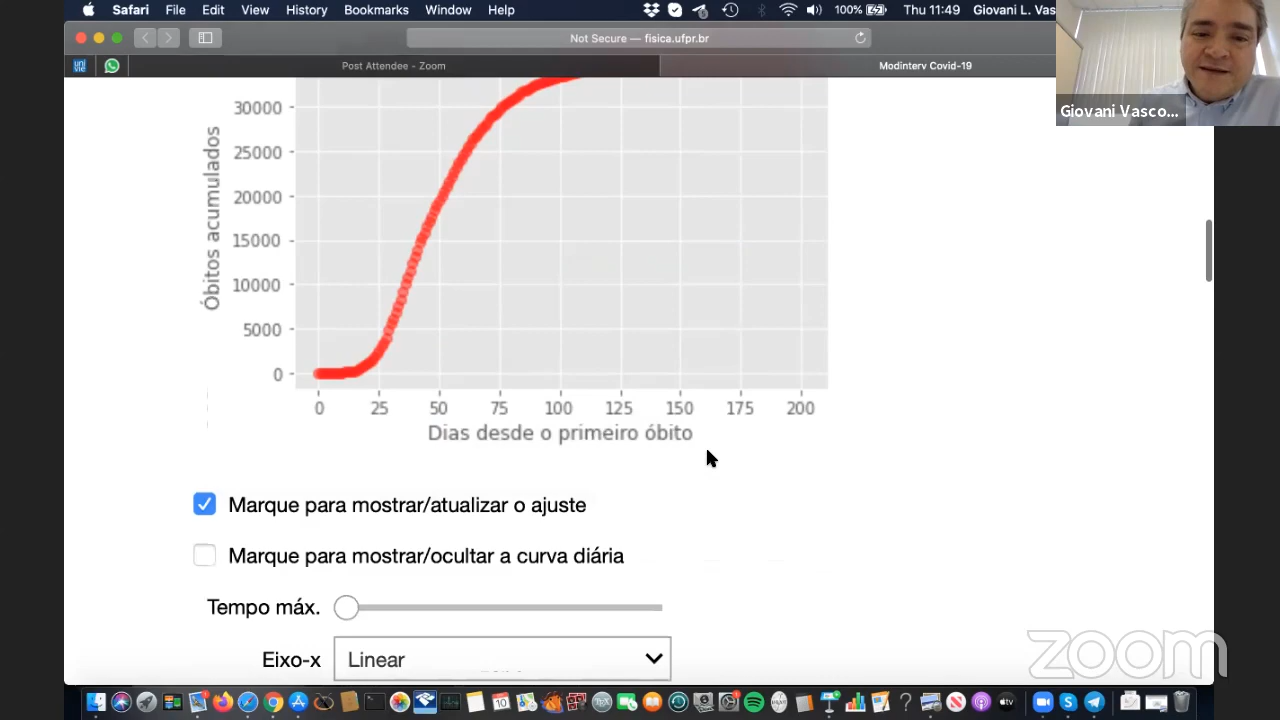 Safari File Edit View History Bookmarks Window Help 100% Thu 11:49 Giovani L. Vas
Not Secure — fisica.ufpr.br
Post Attendee - Zoom Modinterv Covid-19
Giovani Vasco...
Óbitos acumulados
30000
25000
20000
15000
10000
5000
0
0 25 50 75 100 125 150 175 200
Dias desde o primeiro óbito
Marque para mostrar/atualizar o ajuste
Marque para mostrar/ocultar a curva diária
Tempo máx.
Eixo-x Linear
zoom